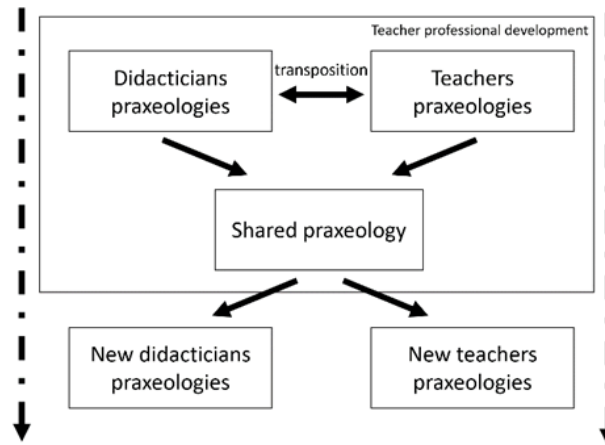 Teacher professional development
Didacticians
praxeologies
transposition
Teachers
praxeologies
Shared praxeology
New didacticians
praxeologies
New teachers
praxeologies